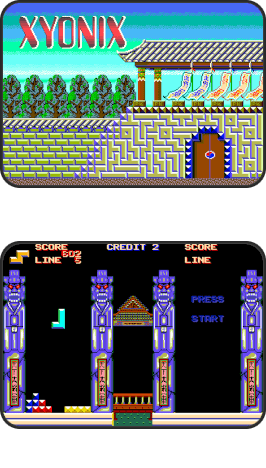 XYONIX
SCORE CREDIT 2 SCORE
602
LINE 5 LINE
PRESS
START